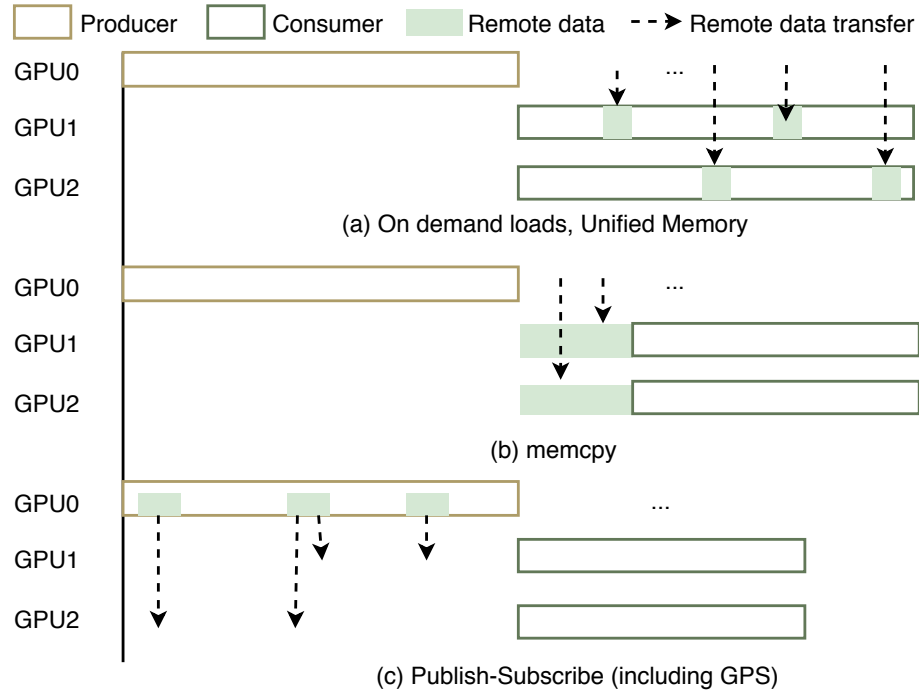 Producer Consumer Remote data Remote data transfer
GPU0
...
GPU1
GPU2
(a) On demand loads, Unified Memory
GPU0
...
GPU1
GPU2
(b) memcpy
GPU0
...
GPU1
GPU2
(c) Publish-Subscribe (including GPS)